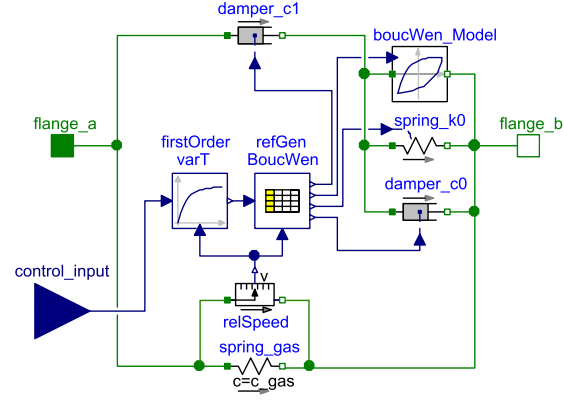 damper_c1
boucWen_Model
flange_a
firstOrder
varT
refGen
BoucWen
spring_k0
flange_b
damper_c0
control_input
v
relSpeed
spring_gas
c=c_gas